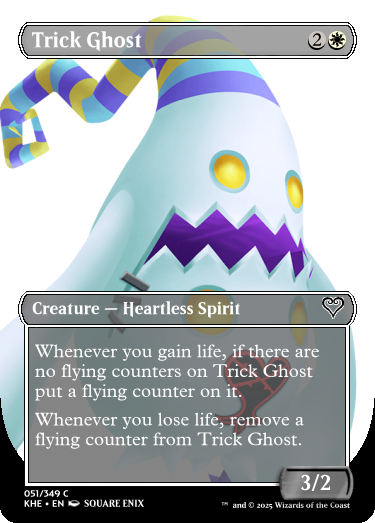 Trick Ghost 2
Creature — Heartless Spirit
Whenever you gain life, if there are
no flying counters on Trick Ghost
put a flying counter on it.
Whenever you lose life, remove a
flying counter from Trick Ghost.
3/2
051/349 C
KHE • EN SQUARE ENIX
™ and © 2025 Wizards of the Coast